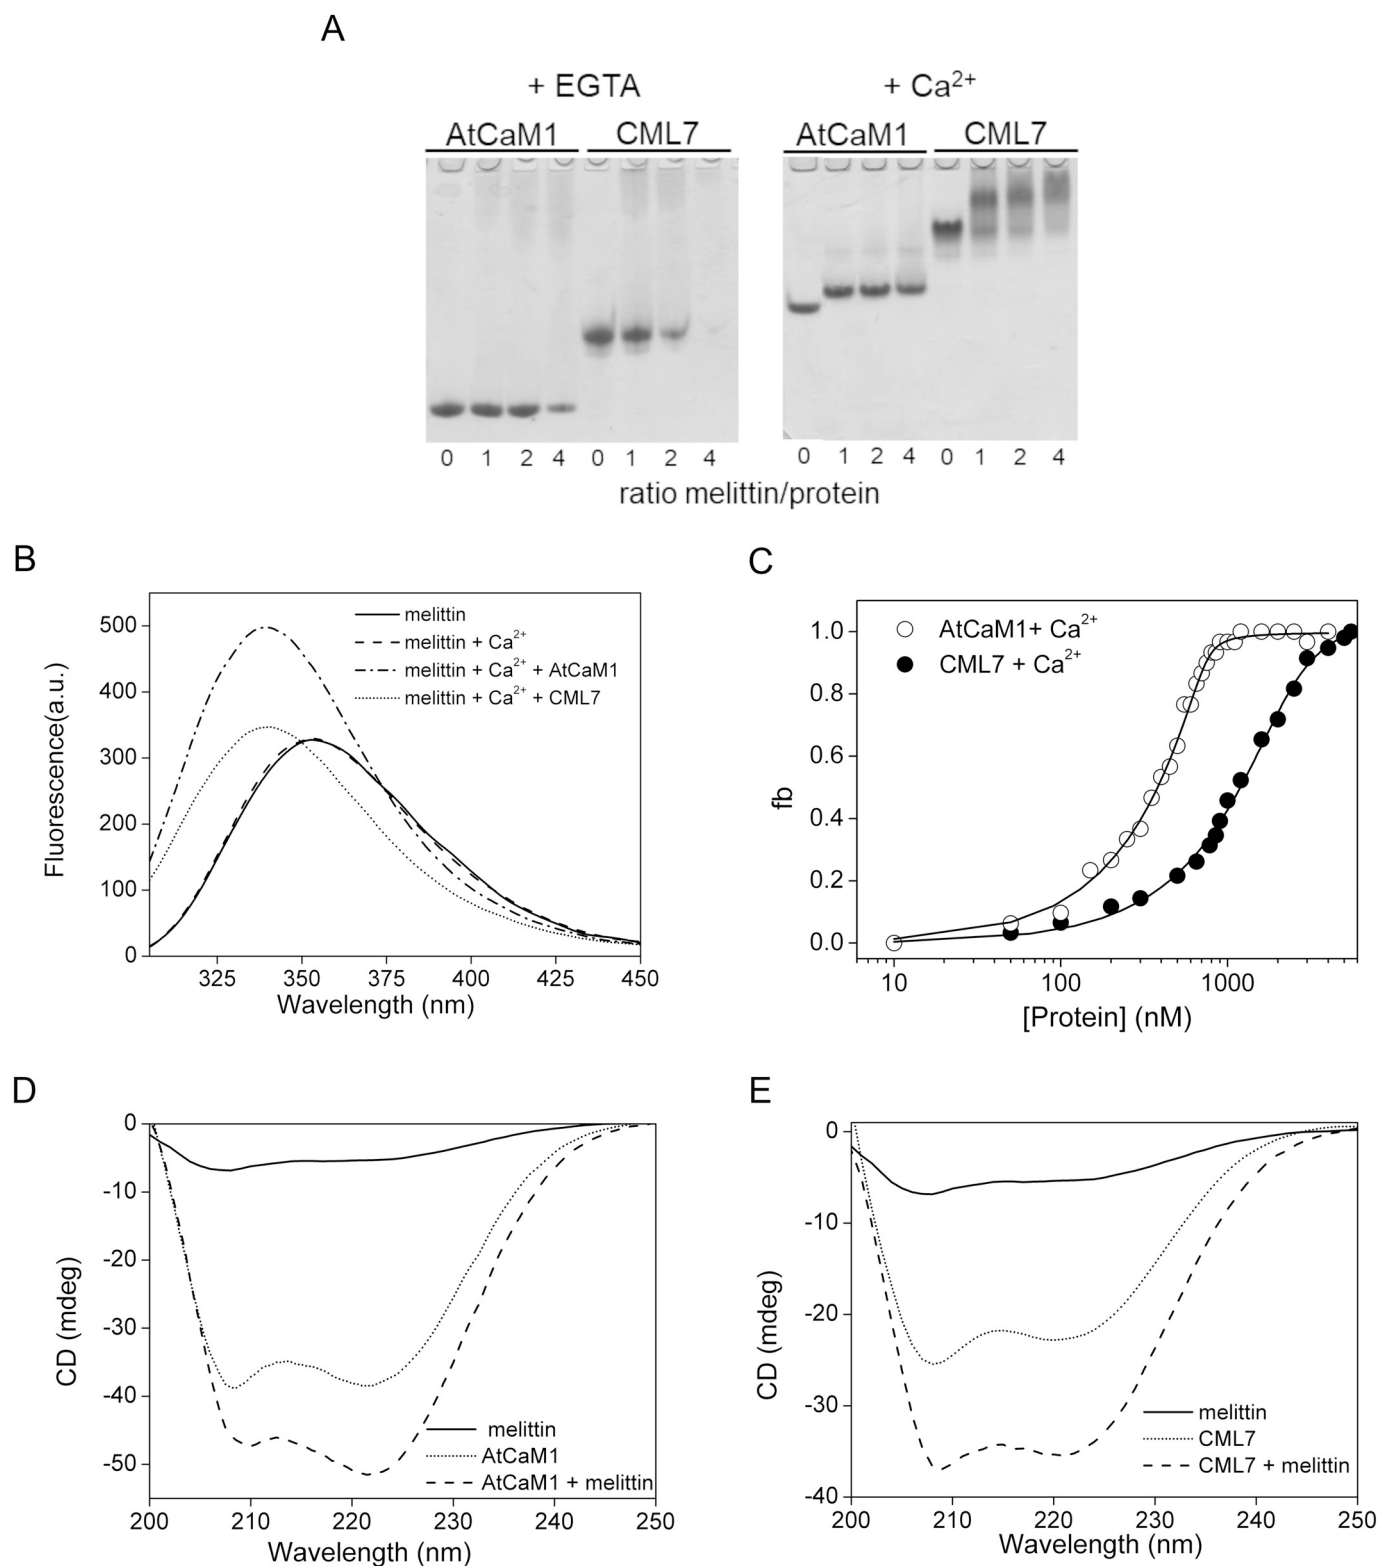 A
+ EGTA + Ca²⁺
AtCaM1 CML7 AtCaM1 CML7
0 1 2 4 0 1 2 4 0 1 2 4 0 1 2 4
ratio melittin/protein
B
500
400
300
200
100
0
Fluorescence(a.u.)
melittin
melittin + Ca²⁺
melittin + Ca²⁺ + AtCaM1
melittin + Ca²⁺ + CML7
325 350 375 400 425 450
Wavelength (nm)
C
1.0
0.8
0.6
0.4
0.2
0.0
fb
AtCaM1+ Ca²⁺
CML7 + Ca²⁺
10 100 1000
[Protein] (nM)
D
0
-10
-20
-30
-40
-50
CD (mdeg)
melittin
AtCaM1
AtCaM1 + melittin
200 210 220 230 240 250
Wavelength (nm)
E
0
-10
-20
-30
-40
CD (mdeg)
melittin
CML7
CML7 + melittin
200 210 220 230 240 250
Wavelength (nm)